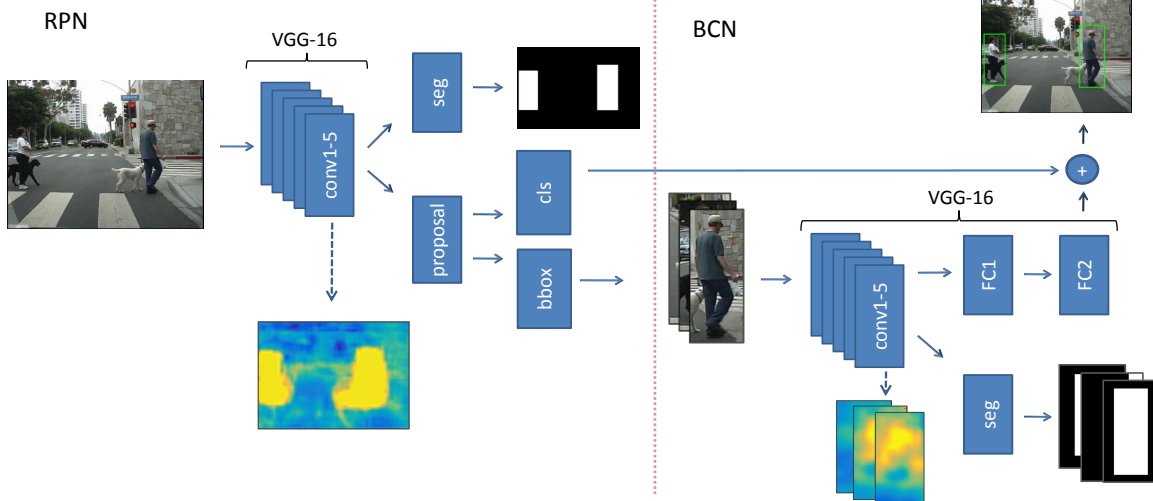 RPN
VGG-16
conv1-5
seg
proposal
cls
bbox
BCN
+
VGG-16
conv1-5
FC1
FC2
seg